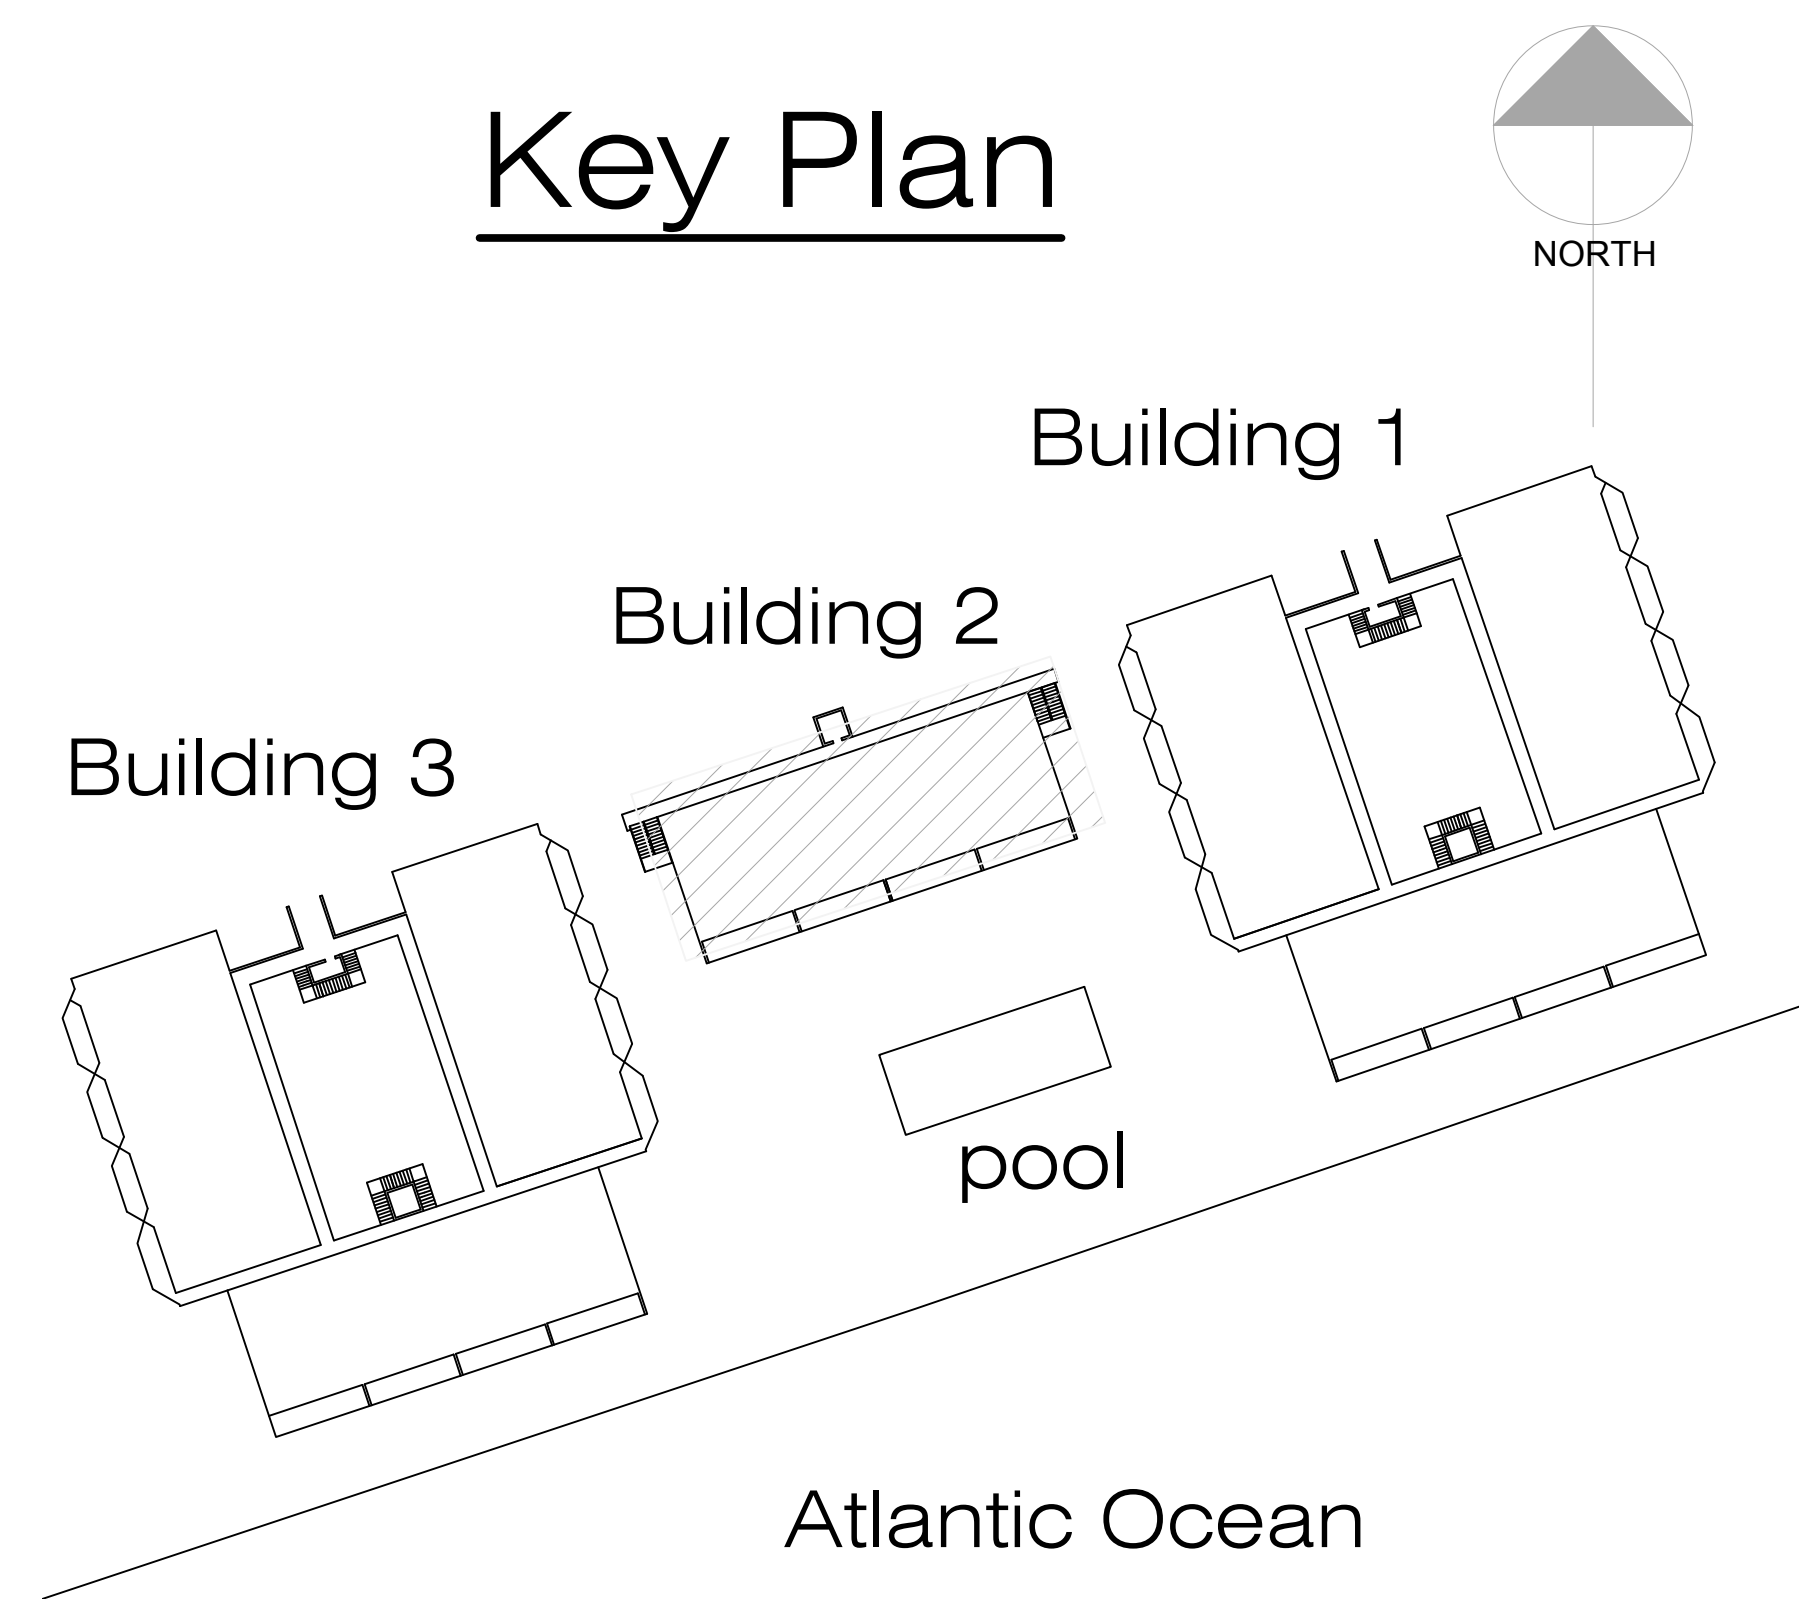 Key Plan
NORTH
Building 1
Building 2
Building 3
pool
Atlantic Ocean